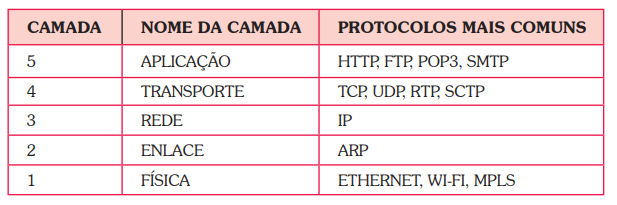 CAMADA NOME DA CAMADA PROTOCOLOS MAIS COMUNS
5 APLICAÇÃO HTTP, FTP, POP3, SMTP
4 TRANSPORTE TCP, UDP, RTP, SCTP
3 REDE IP
2 ENLACE ARP
1 FÍSICA ETHERNET, WI-FI, MPLS